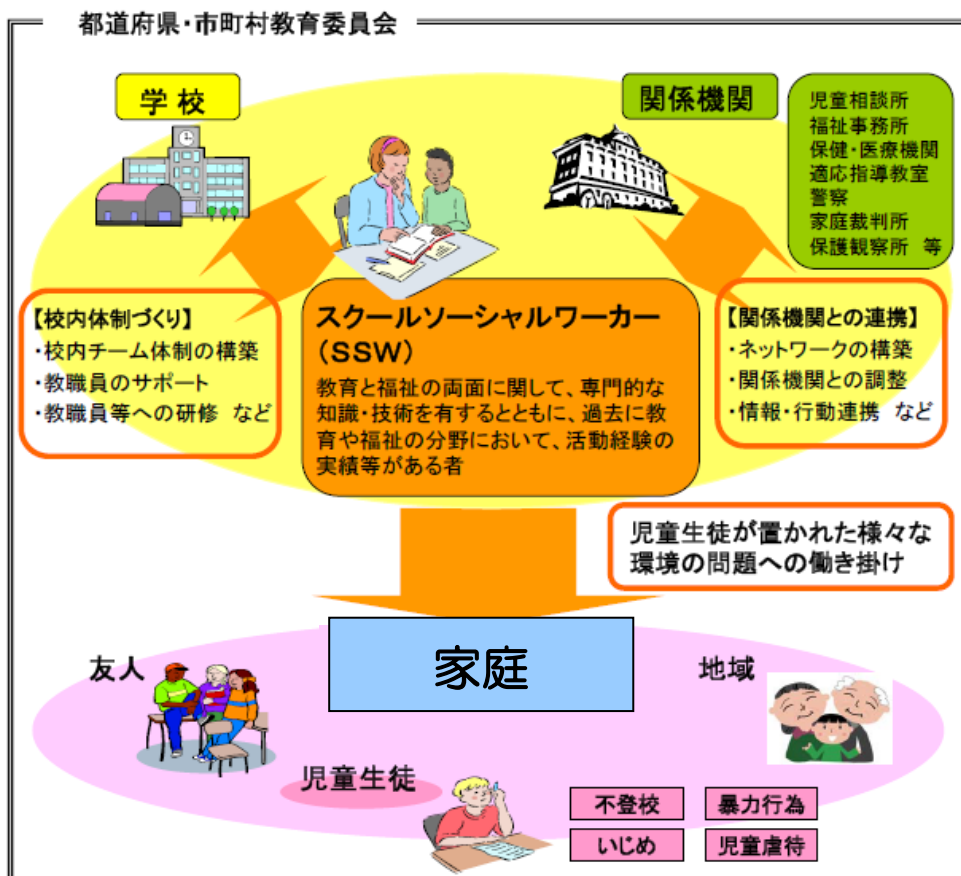 都道府県・市町村教育委員会
学校
関係機関
児童相談所
福祉事務所
保健・医療機関
適応指導教室
警察
家庭裁判所
保護観察所 等
【校内体制づくり】
・校内チーム体制の構築
・教職員のサポート
・教職員等への研修 など
スクールソーシャルワーカー
(SSW)
教育と福祉の両面に関して、専門的な
知識・技術を有するとともに、過去に教
育や福祉の分野において、活動経験の
実績等がある者
【関係機関との連携】
・ネットワークの構築
・関係機関との調整
・情報・行動連携 など
児童生徒が置かれた様々な
環境の問題への働き掛け
友人
家庭
地域
児童生徒
不登校
暴力行為
いじめ
児童虐待